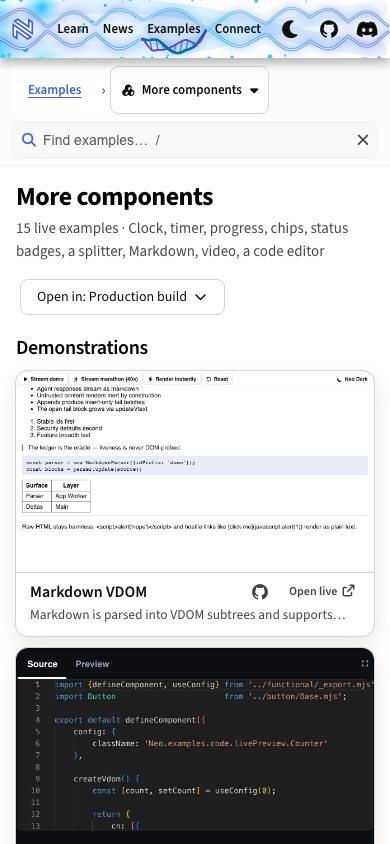 Learn News Examples Connect
Examples › More components
Find examples… /
More components
15 live examples · Clock, timer, progress, chips, status
badges, a splitter, Markdown, video, a code editor
Open in: Production build
Demonstrations
Stream demo Stream marathon (40x) Render Instantly Reset Neo Dark
Agent responses stream as markdown
Untrusted content renders inert by construction
Appends produce insert-only tail batches
The open tail block grows via updateVtext
1. Stable ids first
2. Security defaults second
3. Feature breadth last
The ledger is the oracle — liveness is never DOM-probed.
const parser = new MarkdownParser({idPrefix: 'demo'});
const blocks = parser.update(source);
Surface Layer
Parser App Worker
Deltas Main
Raw HTML stays harmless: <script>alert('nope')</script> and hostile links like [click me](javascript:alert(1)) render as plain text.
Markdown VDOM Open live
Markdown is parsed into VDOM subtrees and supports…
Source Preview
1 import {defineComponent, useConfig} from '../functional/_export.mjs'
2 import Button from '../button/Base.mjs';
3
4 export default defineComponent({
5 config: {
6 className: 'Neo.examples.code.livePreview.Counter'
7 },
8
9 createVdom() {
10 const [count, setCount] = useConfig(0);
11
12 return {
13 cn: [{